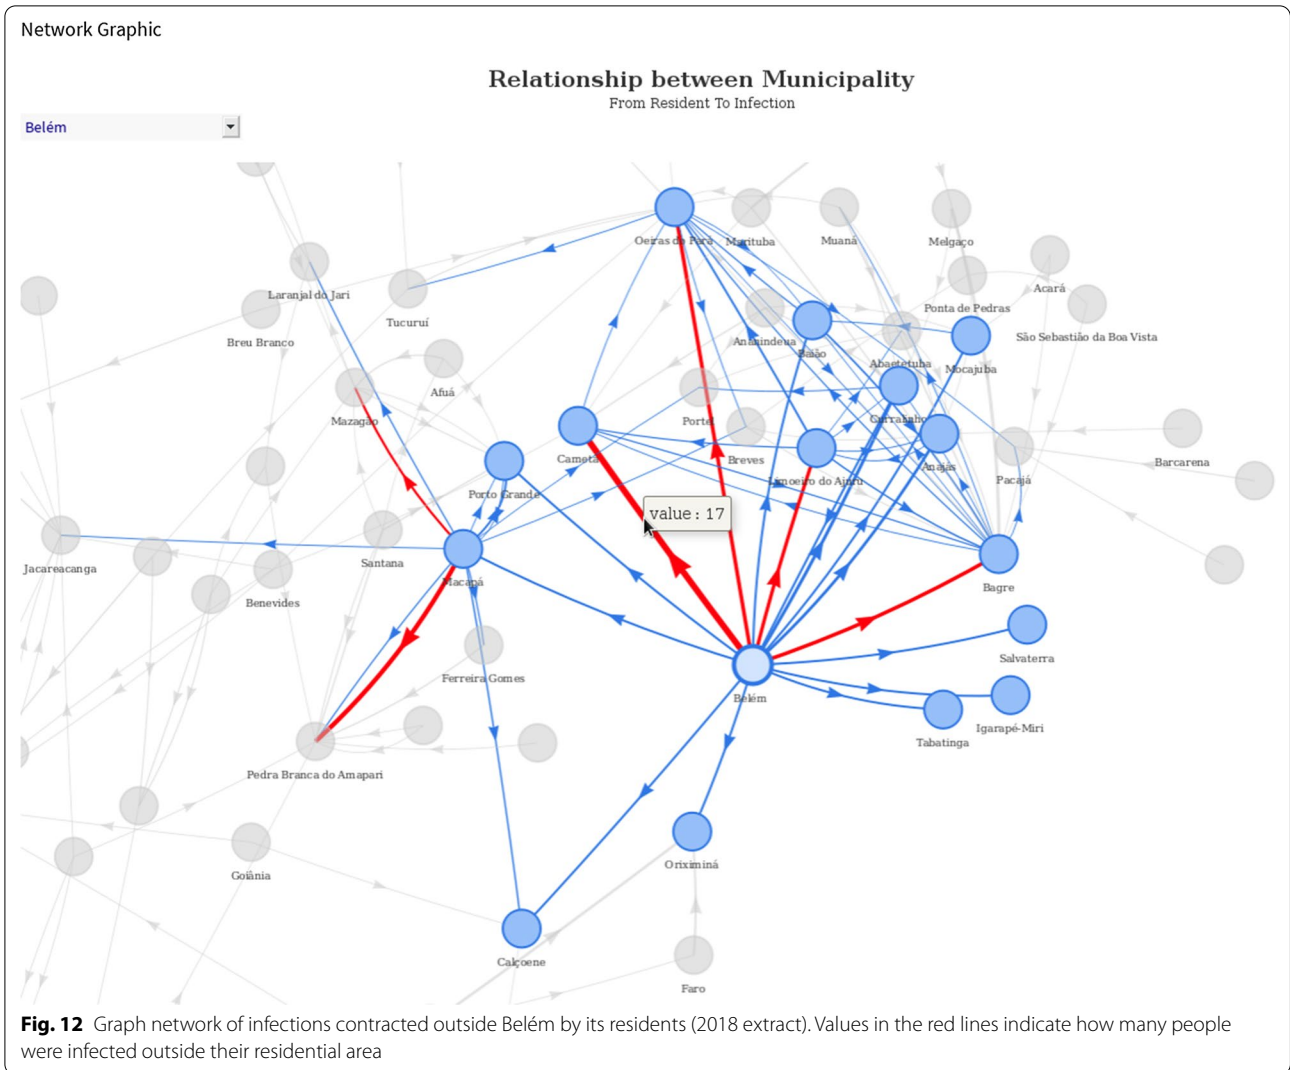 Network Graphic
Relationship between Municipality
From Resident To Infection
Belém
Oeiras do Pará
Marituba
Muaná
Melgaço
Acará
Laranjal do Jari
Ponta de Pedras
Tucuruí
São Sebastião da Boa Vista
Breu Branco
Ananindeua
Baião
Abaetetuba
Mocajuba
Afuá
Mazagão
Portel
Curralinho
Cametá
Breves
Anajás
Barcarena
Limoeiro do Ajuru
Pacajá
Porto Grande
value : 17
Santana
Jacareacanga
Macapá
Bagre
Benevides
Salvaterra
Ferreira Gomes
Belém
Igarapé-Miri
Tabatinga
Pedra Branca do Amapari
Oriximiná
Goiânia
Calçoene
Faro
Fig. 12 Graph network of infections contracted outside Belém by its residents (2018 extract). Values in the red lines indicate how many people
were infected outside their residential area